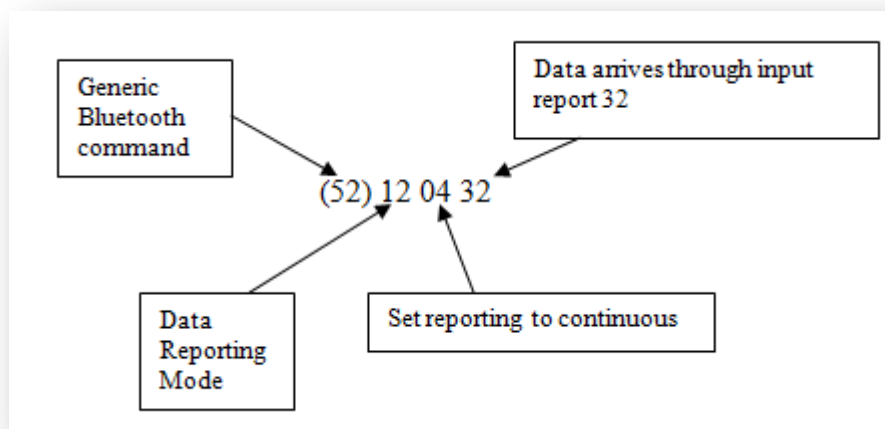 Generic
Bluetooth
command
Data arrives through input
report 32
(52) 12 04 32
Data
Reporting
Mode
Set reporting to continuous